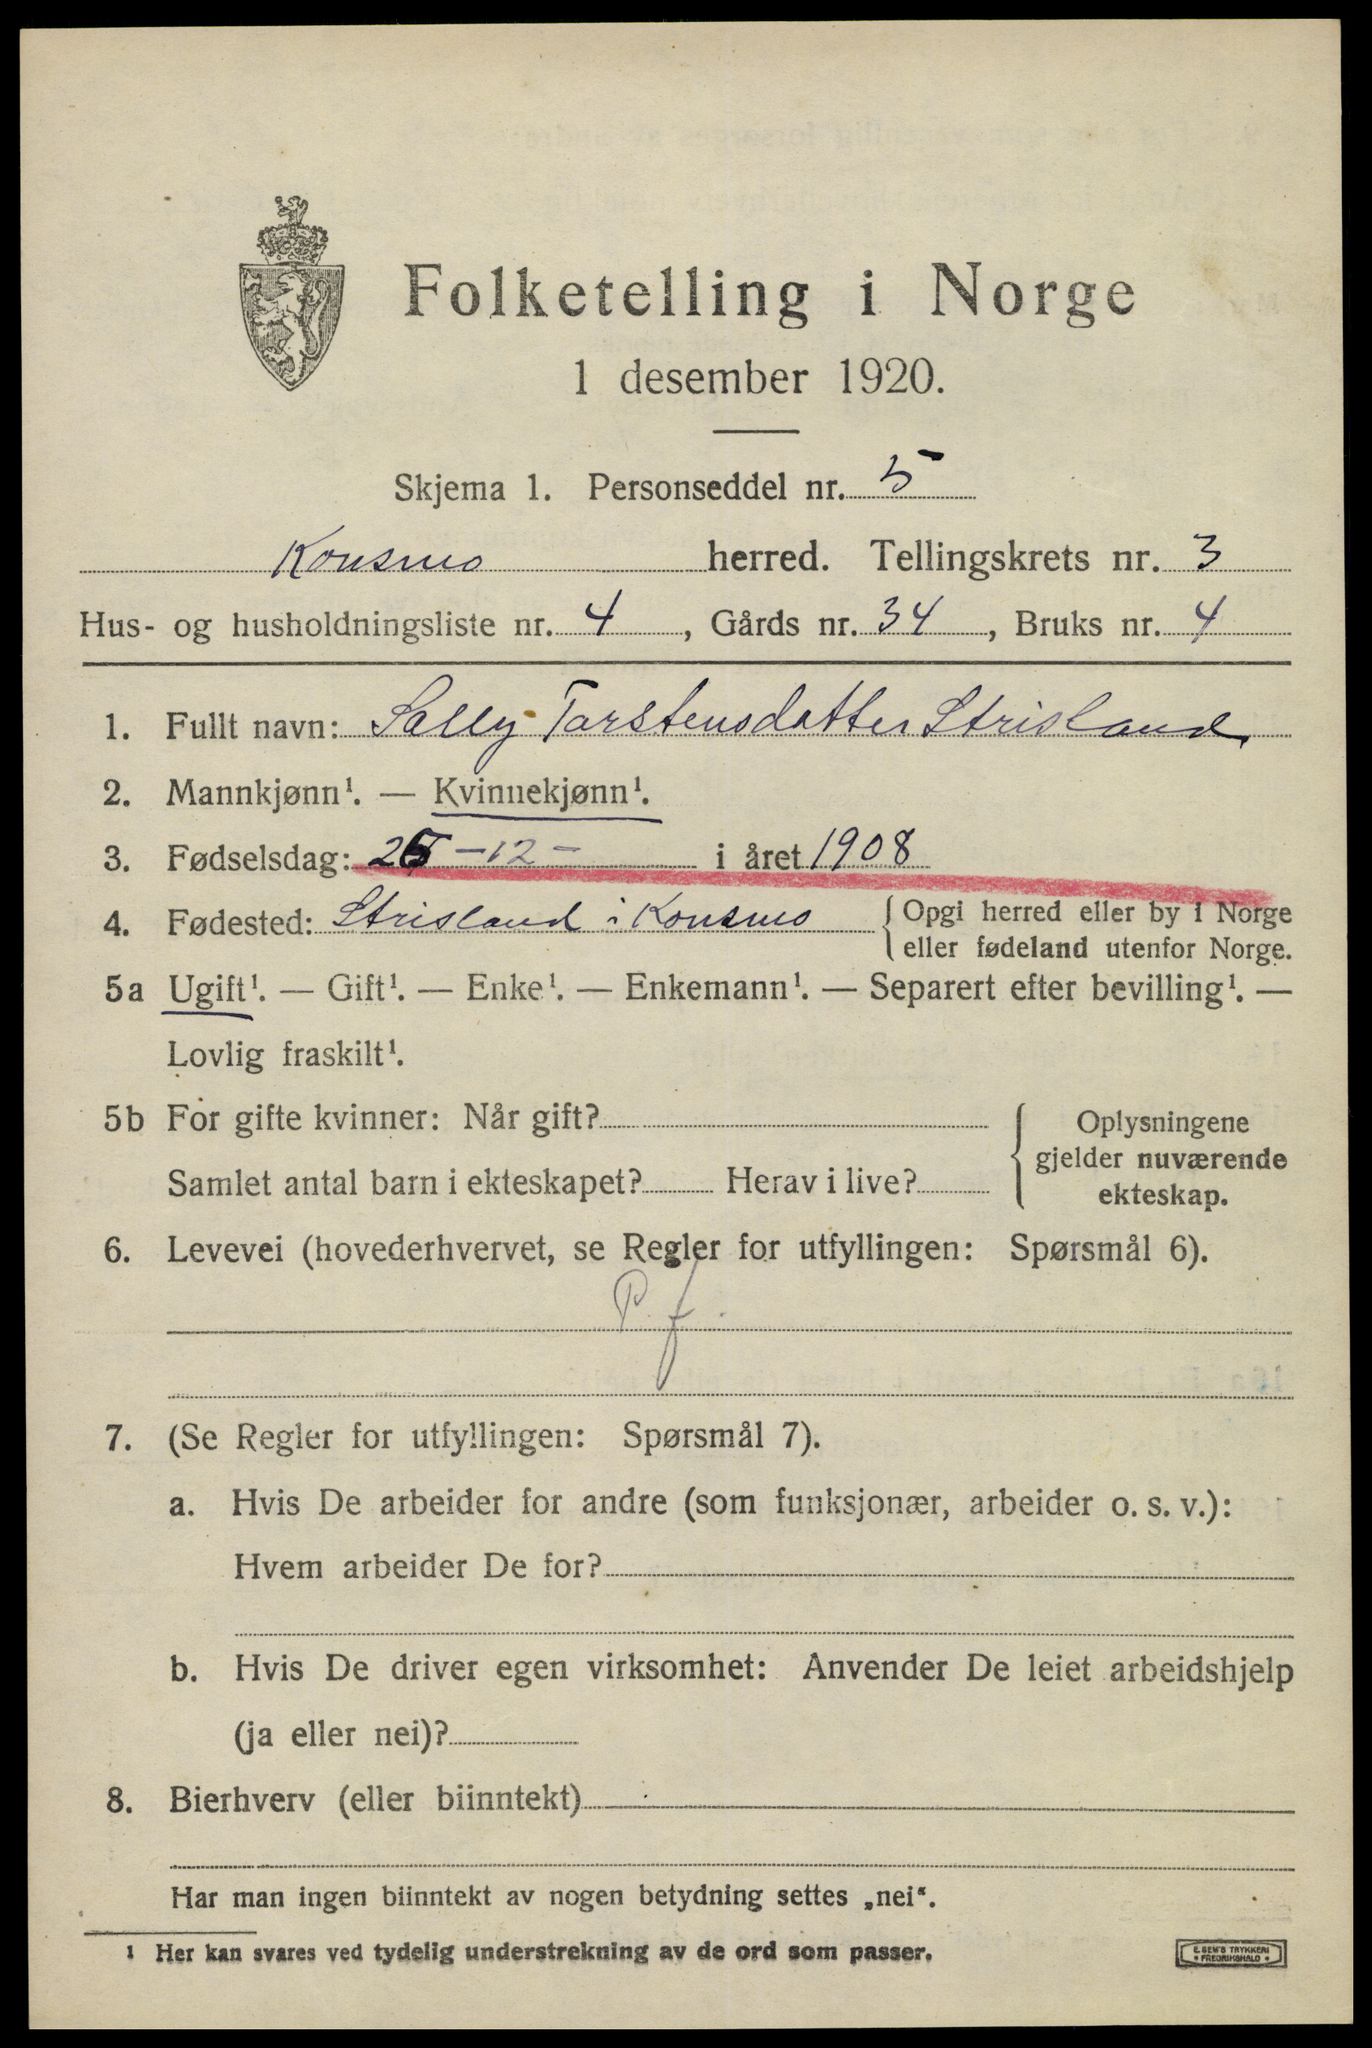 Folketelling i Norge
1 desember 1920.
Skjema 1. Personseddel nr. 5
Konsmo herred. Tellingskrets nr. 3
Hus- og husholdningsliste nr. 4, Gårds nr. 34, Bruks nr. 4
1. Fullt navn: Sally Tarstensdatter Strisland
2. Mannkjønn¹. — Kvinnekjønn¹.
3. Fødselsdag: -12- i året 1908
4. Fødested: Strisland i Konsmo { Opgi herred eller by i Norge
eller fødeland utenfor Norge.
5a Ugift¹. — Gift¹. — Enke¹. — Enkemann¹. — Separert efter bevilling¹. —
Lovlig fraskilt¹.
5b For gifte kvinner: Når gift? { Oplysningene
gjelder nuværende
Samlet antal barn i ekteskapet? Herav i live? ekteskap.
6. Levevei (hovederhvervet, se Regler for utfyllingen: Spørsmål 6).
P. f.
7. (Se Regler for utfyllingen: Spørsmål 7).
a. Hvis De arbeider for andre (som funksjonær, arbeider o. s. v.):
Hvem arbeider De for?
b. Hvis De driver egen virksomhet: Anvender De leiet arbeidshjelp
(ja eller nei)?
8. Bierhverv (eller biinntekt)
Har man ingen biinntekt av nogen betydning settes „nei".
¹ Her kan svares ved tydelig understrekning av de ord som passer.
E. SEM'S TRYKKERI
• FREDRIKSHALD •